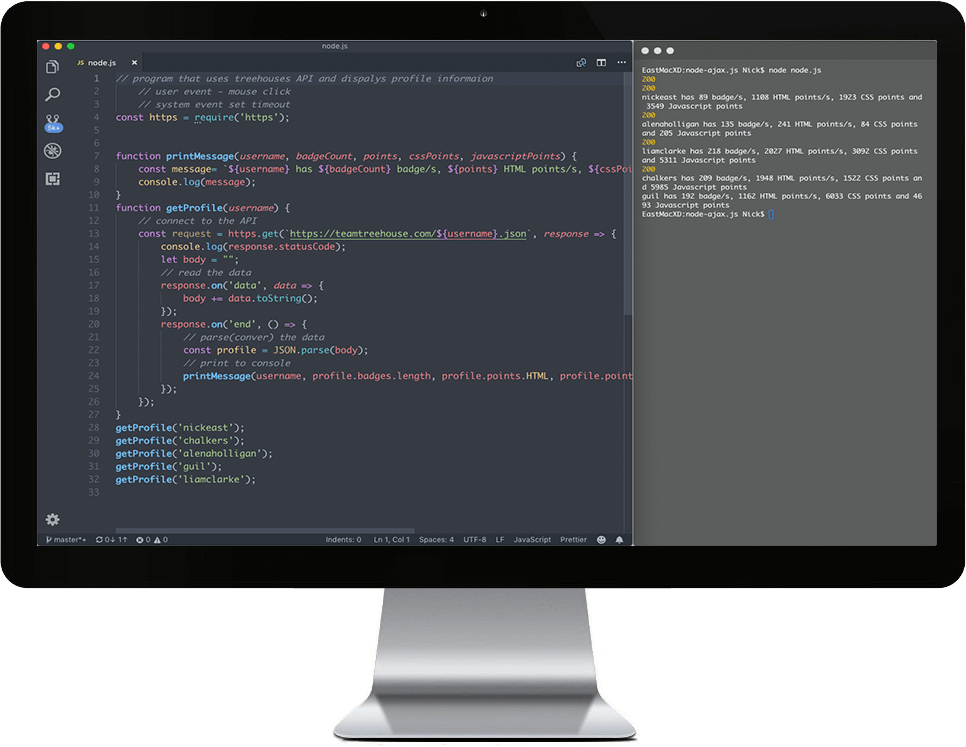 node.js
JS node.js ×
5k+
1 // program that uses treehouses API and dispalys profile informaion
2 // user event - mouse click
3 // system event set timeout
4 const https = require('https');
5
6
7 function printMessage(username, badgeCount, points, cssPoints, javascriptPoints) {
8 const message= `${username} has ${badgeCount} badge/s, ${points} HTML points/s, ${cssPoi
9 console.log(message);
10 }
11 function getProfile(username) {
12 // connect to the API
13 const request = https.get(`https://teamtreehouse.com/${username}.json`, response => {
14 console.log(response.statusCode);
15 let body = "";
16 // read the data
17 response.on('data', data => {
18 body += data.toString();
19 });
20 response.on('end', () => {
21 // parse(conver) the data
22 const profile = JSON.parse(body);
23 // print to console
24 printMessage(username, profile.badges.length, profile.points.HTML, profile.point
25 });
26 });
27 }
28 getProfile('nickeast');
29 getProfile('chalkers');
30 getProfile('alenaholligan');
31 getProfile('guil');
32 getProfile('liamclarke');
33
master*+ 0↓ 1↑ 0 0 Indents: 0 Ln 1, Col 1 Spaces: 4 UTF-8 LF JavaScript Prettier
EastMacXD:node-ajax.js Nick$ node node.js
200
200
nickeast has 89 badge/s, 1108 HTML points/s, 1923 CSS points and
3549 Javascript points
200
alenaholligan has 135 badge/s, 241 HTML points/s, 84 CSS points
and 205 Javascript points
200
liamclarke has 218 badge/s, 2027 HTML points/s, 3092 CSS points
and 5311 Javascript points
200
chalkers has 209 badge/s, 1948 HTML points/s, 1522 CSS points an
d 5985 Javascript points
guil has 192 badge/s, 1162 HTML points/s, 6033 CSS points and 46
93 Javascript points
EastMacXD:node-ajax.js Nick$